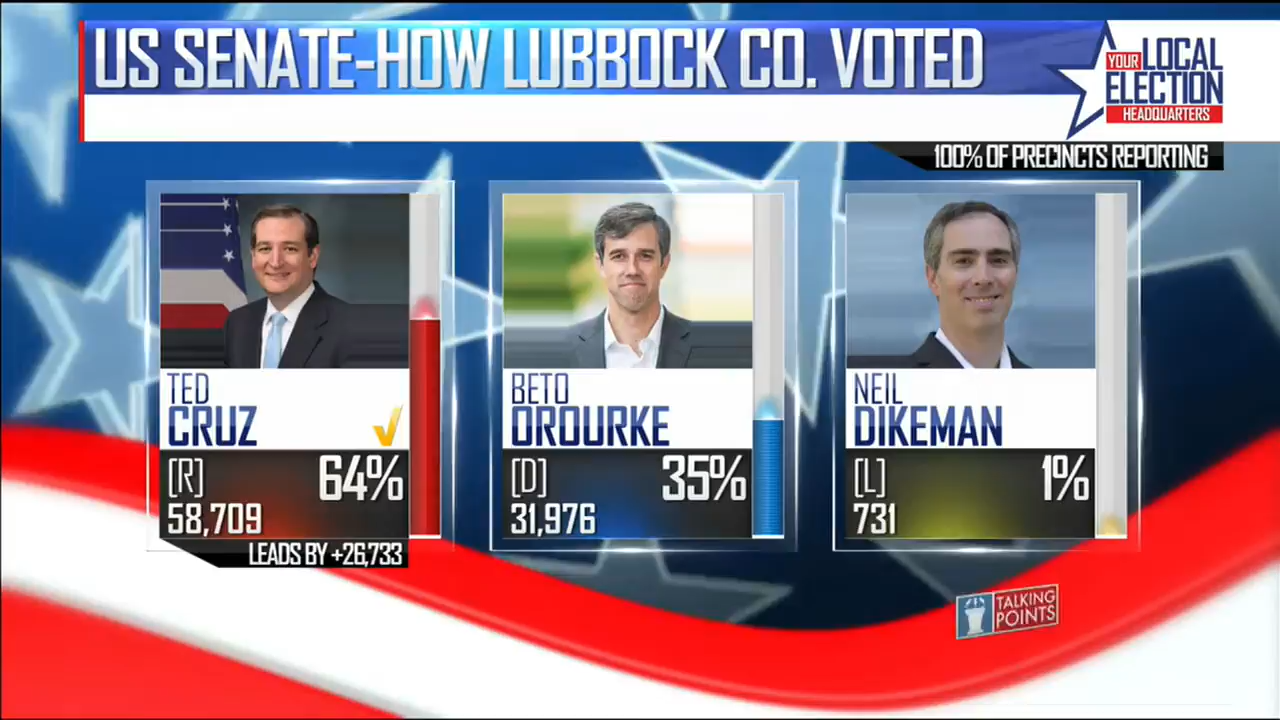 US SENATE-HOW LUBBOCK CO. VOTED
YOUR LOCAL
ELECTION
HEADQUARTERS
100% OF PRECINCTS REPORTING
TED
CRUZ
[R] 64%
58,709
LEADS BY +26,733
BETO
OROURKE
[D] 35%
31,976
NEIL
DIKEMAN
[L] 1%
731
TALKING
POINTS